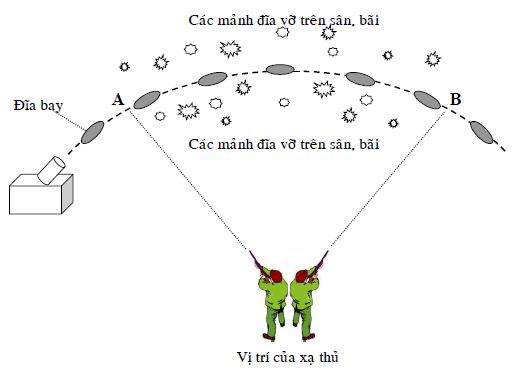 Các mảnh đĩa vỡ trên sân, bãi
A
B
Đĩa bay
Các mảnh đĩa vỡ trên sân, bãi
Vị trí của xạ thủ